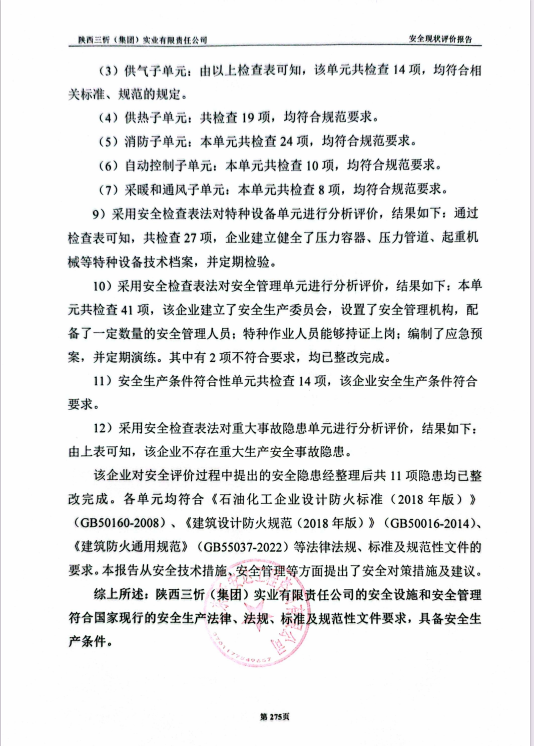 陕西三忻（集团）实业有限责任公司 安全现状评价报告
（3）供气子单元：由以上检查表可知，该单元共检查 14 项，均符合相
关标准、规范的规定。
（4）供热子单元：共检查 19 项，均符合规范要求。
（5）消防子单元：本单元共检查 24 项，均符合规范要求。
（6）自动控制子单元：本单元共检查 10 项，均符合规范要求。
（7）采暖和通风子单元：本单元共检查 8 项，均符合规范要求。
9）采用安全检查表法对特种设备单元进行分析评价，结果如下：通过
检查表可知，共检查 27 项，企业建立健全了压力容器、压力管道、起重机
械等特种设备技术档案，并定期检验。
10）采用安全检查表法对安全管理单元进行分析评价，结果如下：本单
元共检查 41 项，该企业建立了安全生产委员会，设置了安全管理机构，配
备了一定数量的安全管理人员；特种作业人员能够持证上岗；编制了应急预
案，并定期演练。其中有 2 项不符合要求，均已整改完成。
11）安全生产条件符合性单元共检查 14 项，该企业安全生产条件符合
要求。
12）采用安全检查表法对重大事故隐患单元进行分析评价，结果如下：
由上表可知，该企业不存在重大生产安全事故隐患。
该企业对安全评价过程中提出的安全隐患经整理后共 11 项隐患均已整
改完成。各单元均符合《石油化工企业设计防火标准（2018 年版）》
（GB50160-2008）、《建筑设计防火规范（2018 年版）》（GB50016-2014）、
《建筑防火通用规范》（GB55037-2022）等法律法规、标准及规范性文件的
要求。本报告从安全技术措施、安全管理等方面提出了安全对策措施及建议。
综上所述：陕西三忻（集团）实业有限责任公司的安全设施和安全管理
符合国家现行的安全生产法律、法规、标准及规范性文件要求，具备安全生
产条件。
第 275页